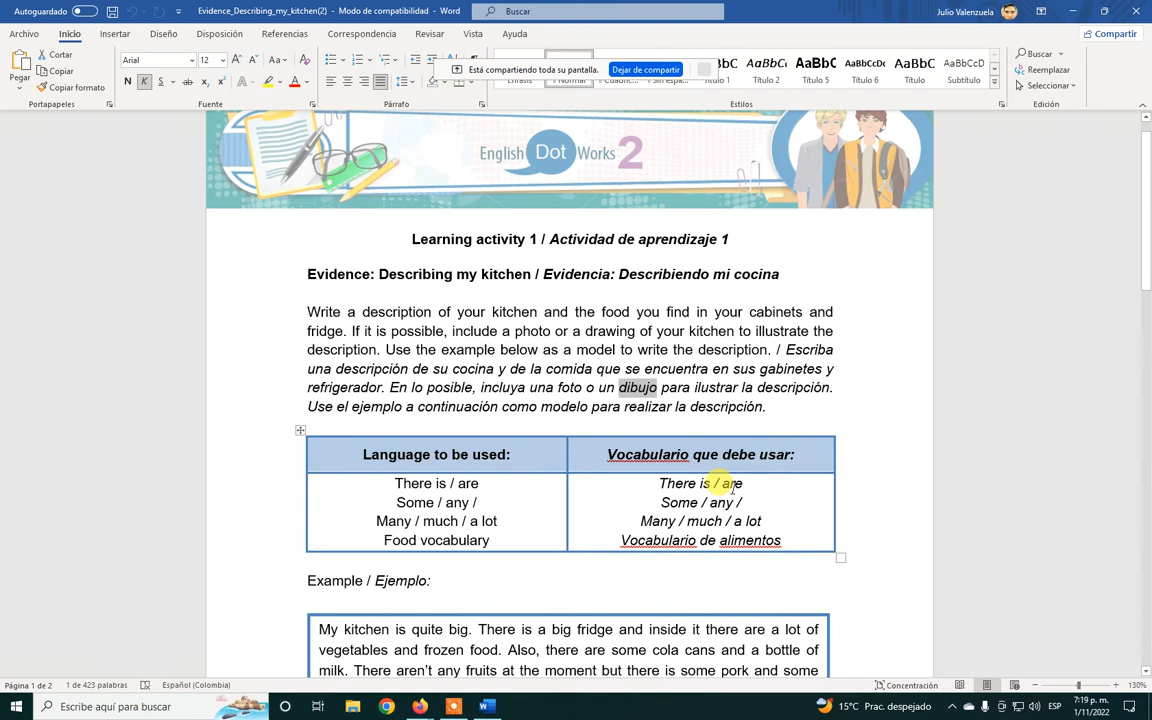 Autoguardado
Evidence_Describing_my_kitchen(2) - Modo de compatibilidad - Word
Buscar
Julio Valenzuela
Archivo Inicio Insertar Diseño Disposición Referencias Correspondencia Revisar Vista Ayuda
Compartir
Pegar
Cortar
Copiar
Copiar formato
Portapapeles
Arial 12
Fuente
Párrafo
Está compartiendo toda su pantalla. Dejar de compartir
Título 1 Título 2 Título 5 Título 6 Título Subtítulo
Estilos
Buscar
Reemplazar
Seleccionar
Edición
English Dot Works 2
Learning activity 1 / Actividad de aprendizaje 1
Evidence: Describing my kitchen / Evidencia: Describiendo mi cocina
Write a description of your kitchen and the food you find in your cabinets and
fridge. If it is possible, include a photo or a drawing of your kitchen to illustrate the
description. Use the example below as a model to write the description. / Escriba
una descripción de su cocina y de la comida que se encuentra en sus gabinetes y
refrigerador. En lo posible, incluya una foto o un dibujo para ilustrar la descripción.
Use el ejemplo a continuación como modelo para realizar la descripción.
Language to be used: Vocabulario que debe usar:
There is / are There is / are
Some / any / Some / any /
Many / much / a lot Many / much / a lot
Food vocabulary Vocabulario de alimentos
Example / Ejemplo:
My kitchen is quite big. There is a big fridge and inside it there are a lot of
vegetables and frozen food. Also, there are some cola cans and a bottle of
milk. There aren't any fruits at the moment but there is some pork and some
Página 1 de 2 1 de 423 palabras Español (Colombia) Concentración 130%
Escribe aquí para buscar
15°C Prac. despejado
ESP
7:19 p. m.
1/11/2022